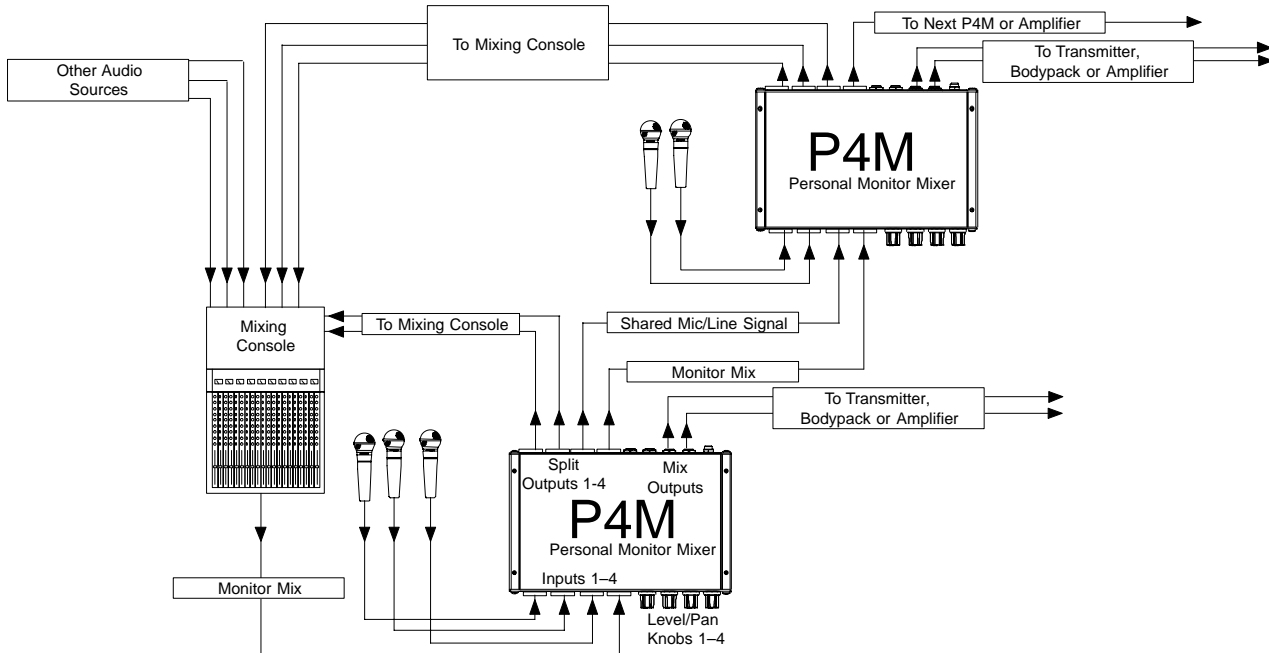 To Next P4M or Amplifier
To Mixing Console
To Transmitter,
Bodypack or Amplifier
Other Audio
Sources
P4M
Personal Monitor Mixer
Mixing
Console
To Mixing Console
Shared Mic/Line Signal
Monitor Mix
To Transmitter,
Bodypack or Amplifier
Split
Outputs 1-4
Mix
Outputs
P4M
Personal Monitor Mixer
Inputs 1–4
Monitor Mix
Level/Pan
Knobs 1–4